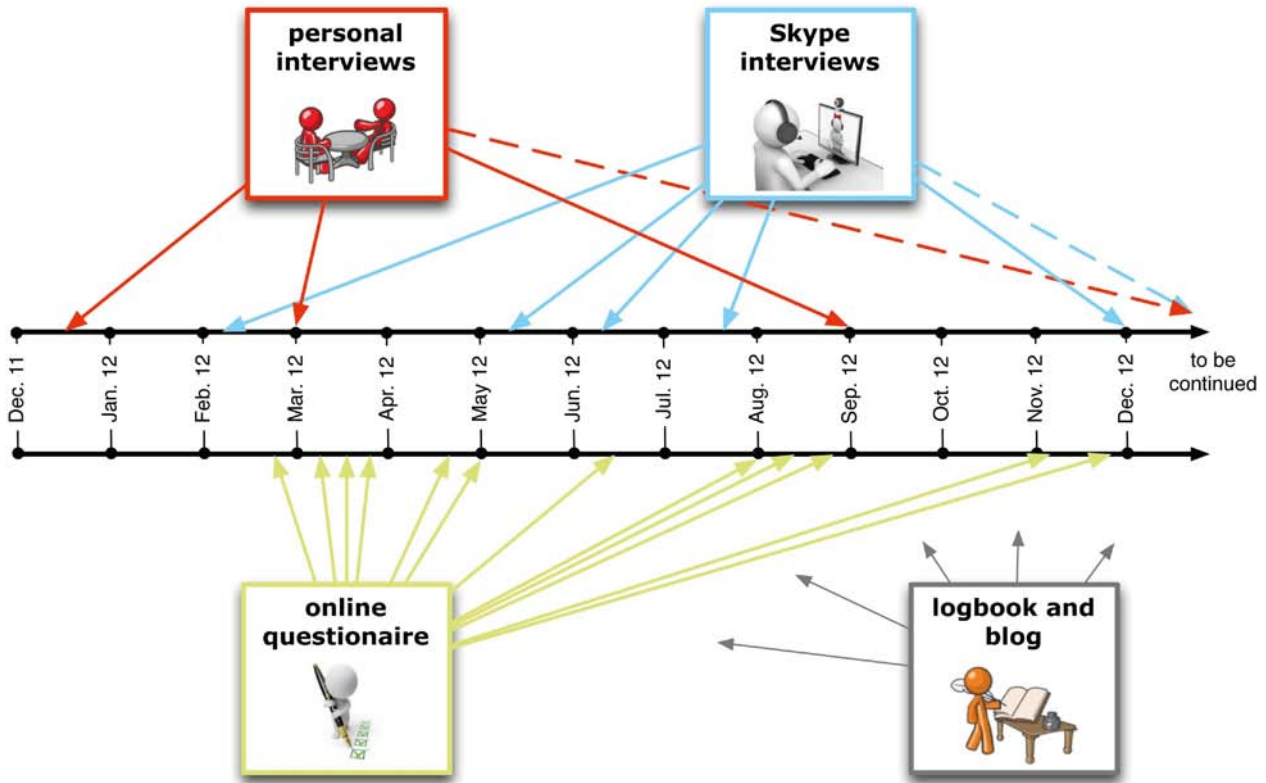 personal
interviews
Skype
interviews
Dec. 11
Jan. 12
Feb. 12
Mar. 12
Apr. 12
May 12
Jun. 12
Jul. 12
Aug. 12
Sep. 12
Oct. 12
Nov. 12
Dec. 12
to be
continued
online
questionaire
logbook and
blog